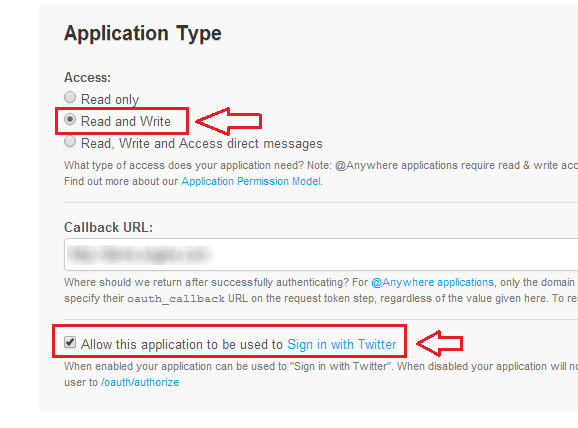 Application Type
Access:
Read only
Read and Write
Read, Write and Access direct messages
What type of access does your application need? Note: @Anywhere applications require read & write acc
Find out more about our Application Permission Model.
Callback URL:
Where should we return after successfully authenticating? For @Anywhere applications, only the domain
specify their oauth_callback URL on the request token step, regardless of the value given here. To re
Allow this application to be used to Sign in with Twitter
When enabled your application can be used to "Sign in with Twitter". When disabled your application will no
user to /oauth/authorize